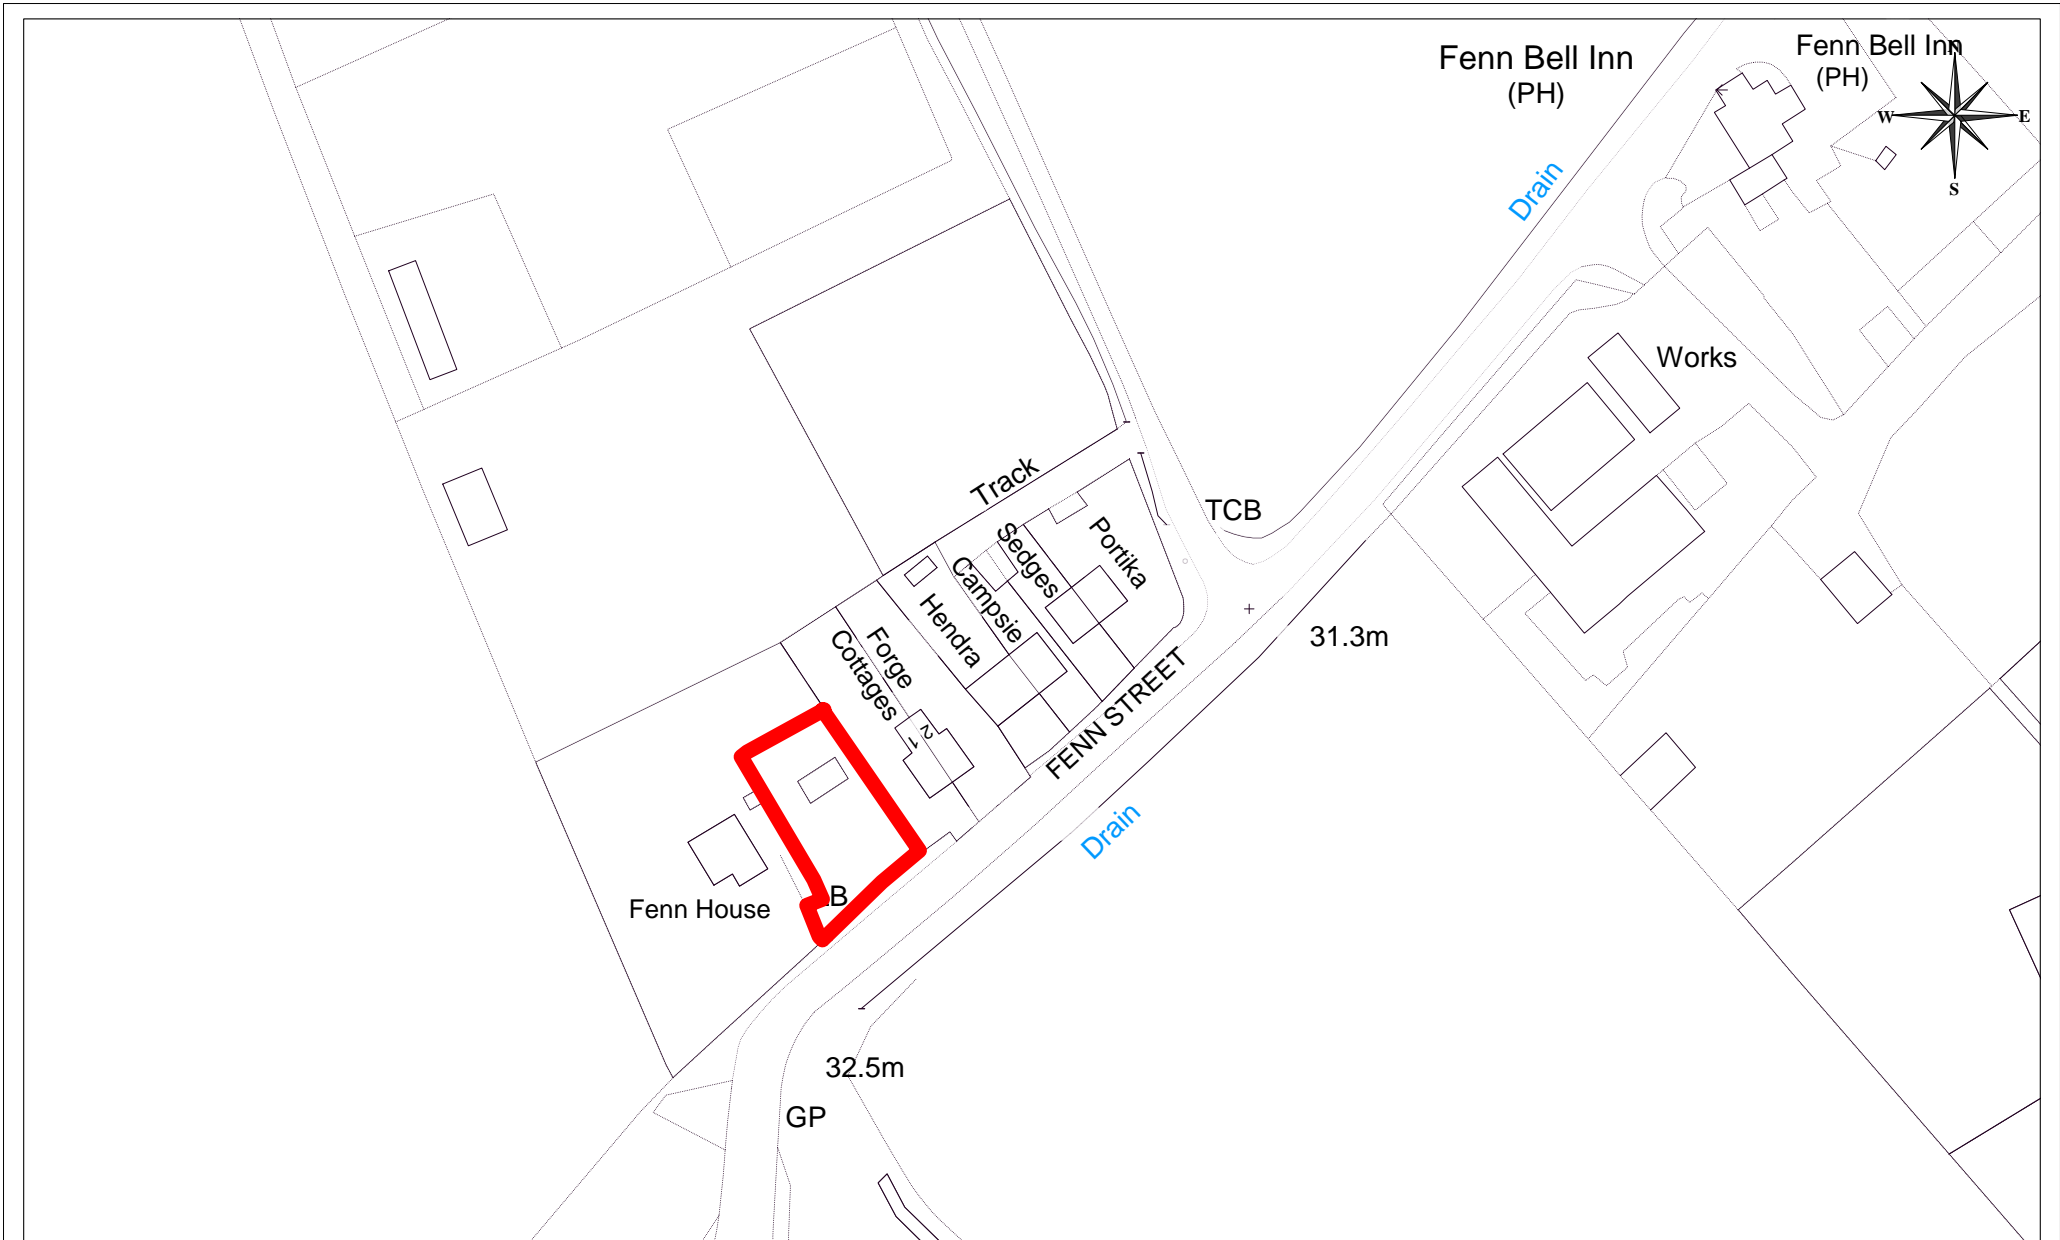 Fenn Bell Inn
(PH)
Fenn Bell Inn
(PH)
N
W
E
S
Drain
Works
Track
TCB
Portika
Sedges
Campsie
Hendra
Forge
Cottages
2
1
31.3m
FENN STREET
Drain
B
Fenn House
32.5m
GP